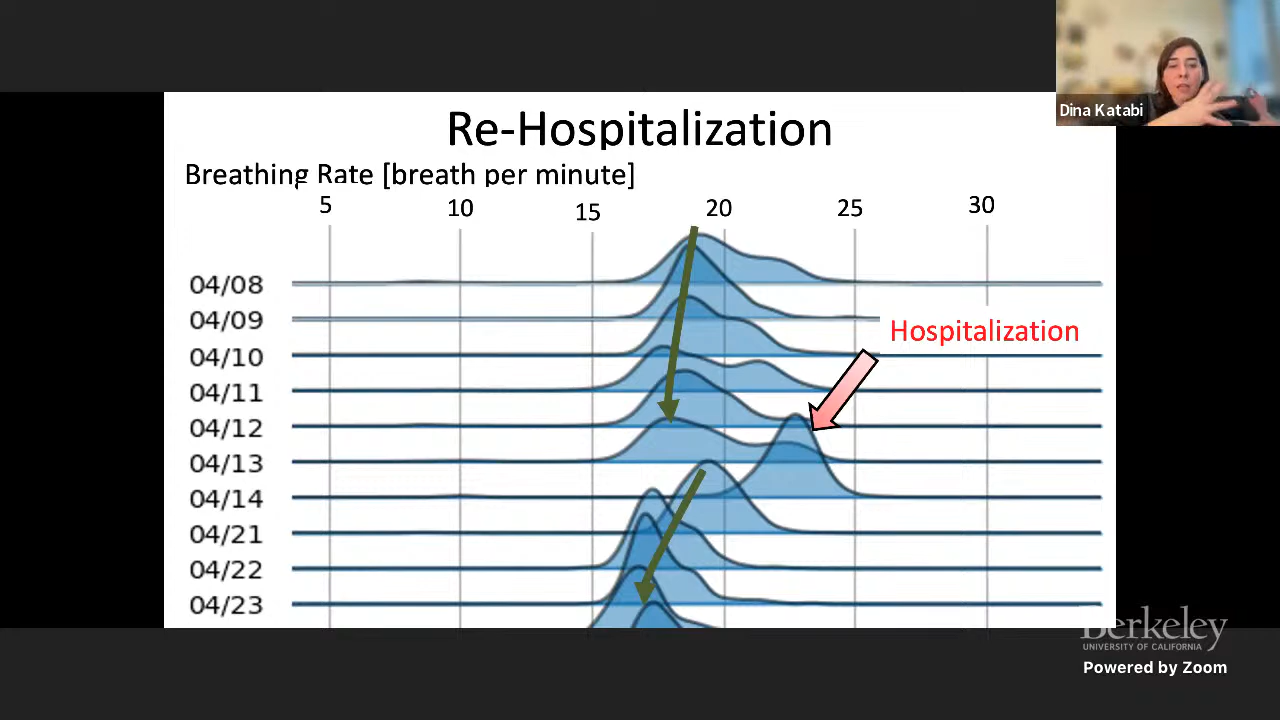 Dina Katabi
Re-Hospitalization
Breathing Rate [breath per minute]
5 10 15 20 25 30
04/08
04/09
Hospitalization
04/10
04/11
04/12
04/13
04/14
04/21
04/22
04/23
Berkeley
UNIVERSITY OF CALIFORNIA
Powered by Zoom